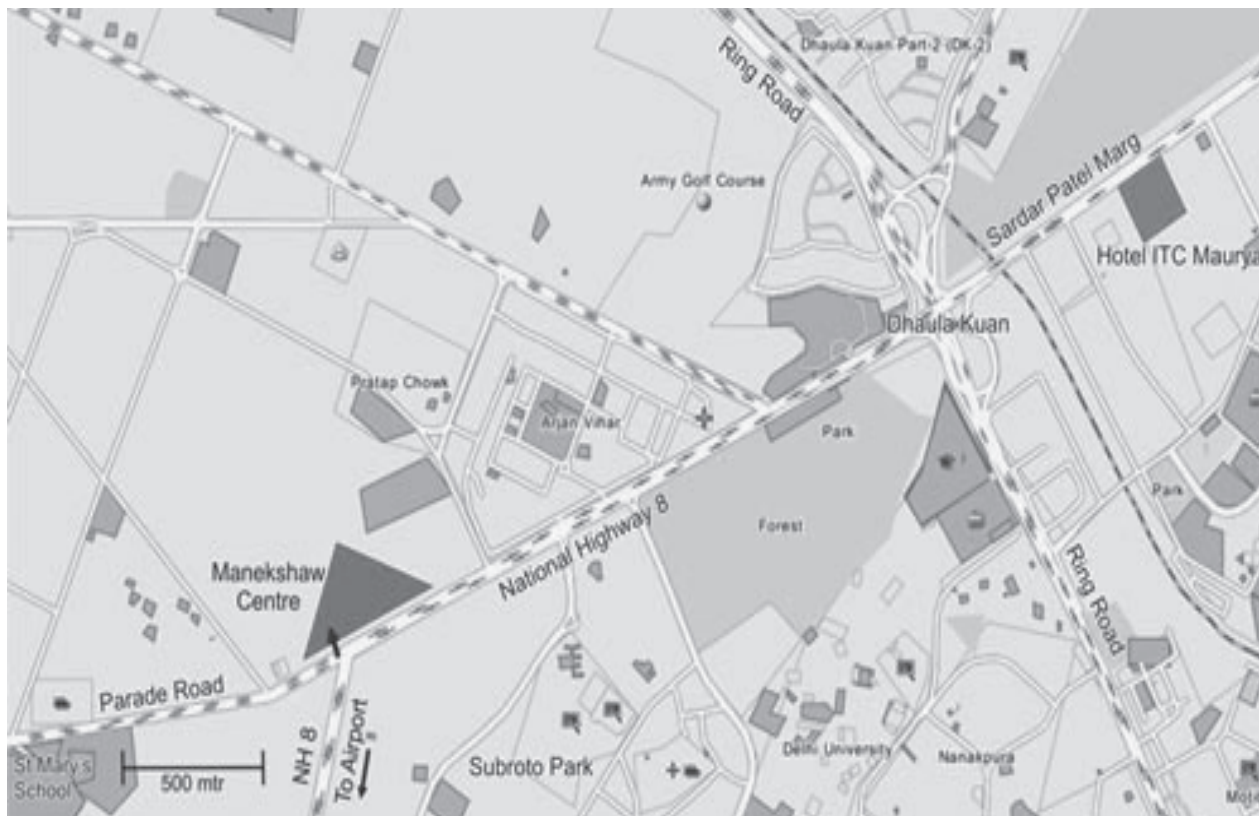 Ring Road
Dhaula Kuan Part-2 (DK-2)
Army Golf Course
Sardar Patel Marg
Hotel ITC Maurya
Dhaula Kuan
Pratap Chowk
Arjan Vihar
Park
Park
Forest
National Highway 8
Manekshaw
Centre
Ring Road
Parade Road
NH 8
To Airport
St Mary's
School
500 mtr
Subroto Park
Delhi University
Nanakpura